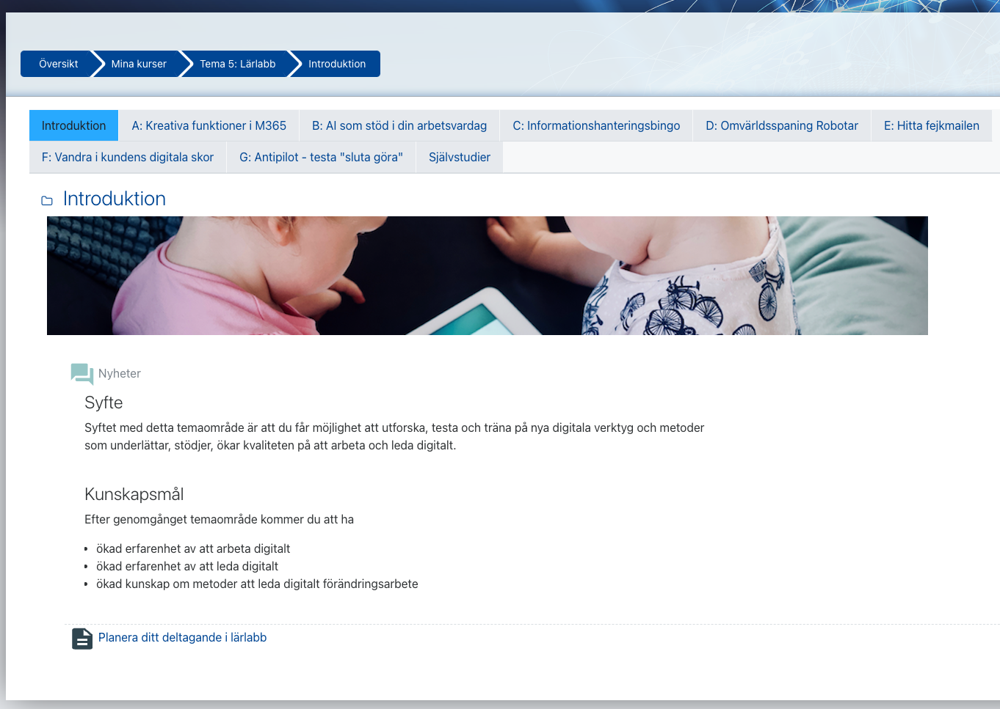 Översikt
Mina kurser
Tema 5: Lärlabb
Introduktion
Introduktion
A: Kreativa funktioner i M365
B: AI som stöd i din arbetsvardag
C: Informationshanteringsbingo
D: Omvärldsspaning Robotar
E: Hitta fejkmailen
F: Vandra i kundens digitala skor
G: Antipilot - testa "sluta göra"
Självstudier
Introduktion
Nyheter
Syfte
Syftet med detta temaområde är att du får möjlighet att utforska, testa och träna på nya digitala verktyg och metoder
som underlättar, stödjer, ökar kvaliteten på att arbeta och leda digitalt.
Kunskapsmål
Efter genomgånget temaområde kommer du att ha
• ökad erfarenhet av att arbeta digitalt
• ökad erfarenhet av att leda digitalt
• ökad kunskap om metoder att leda digitalt förändringsarbete
Planera ditt deltagande i lärlabb